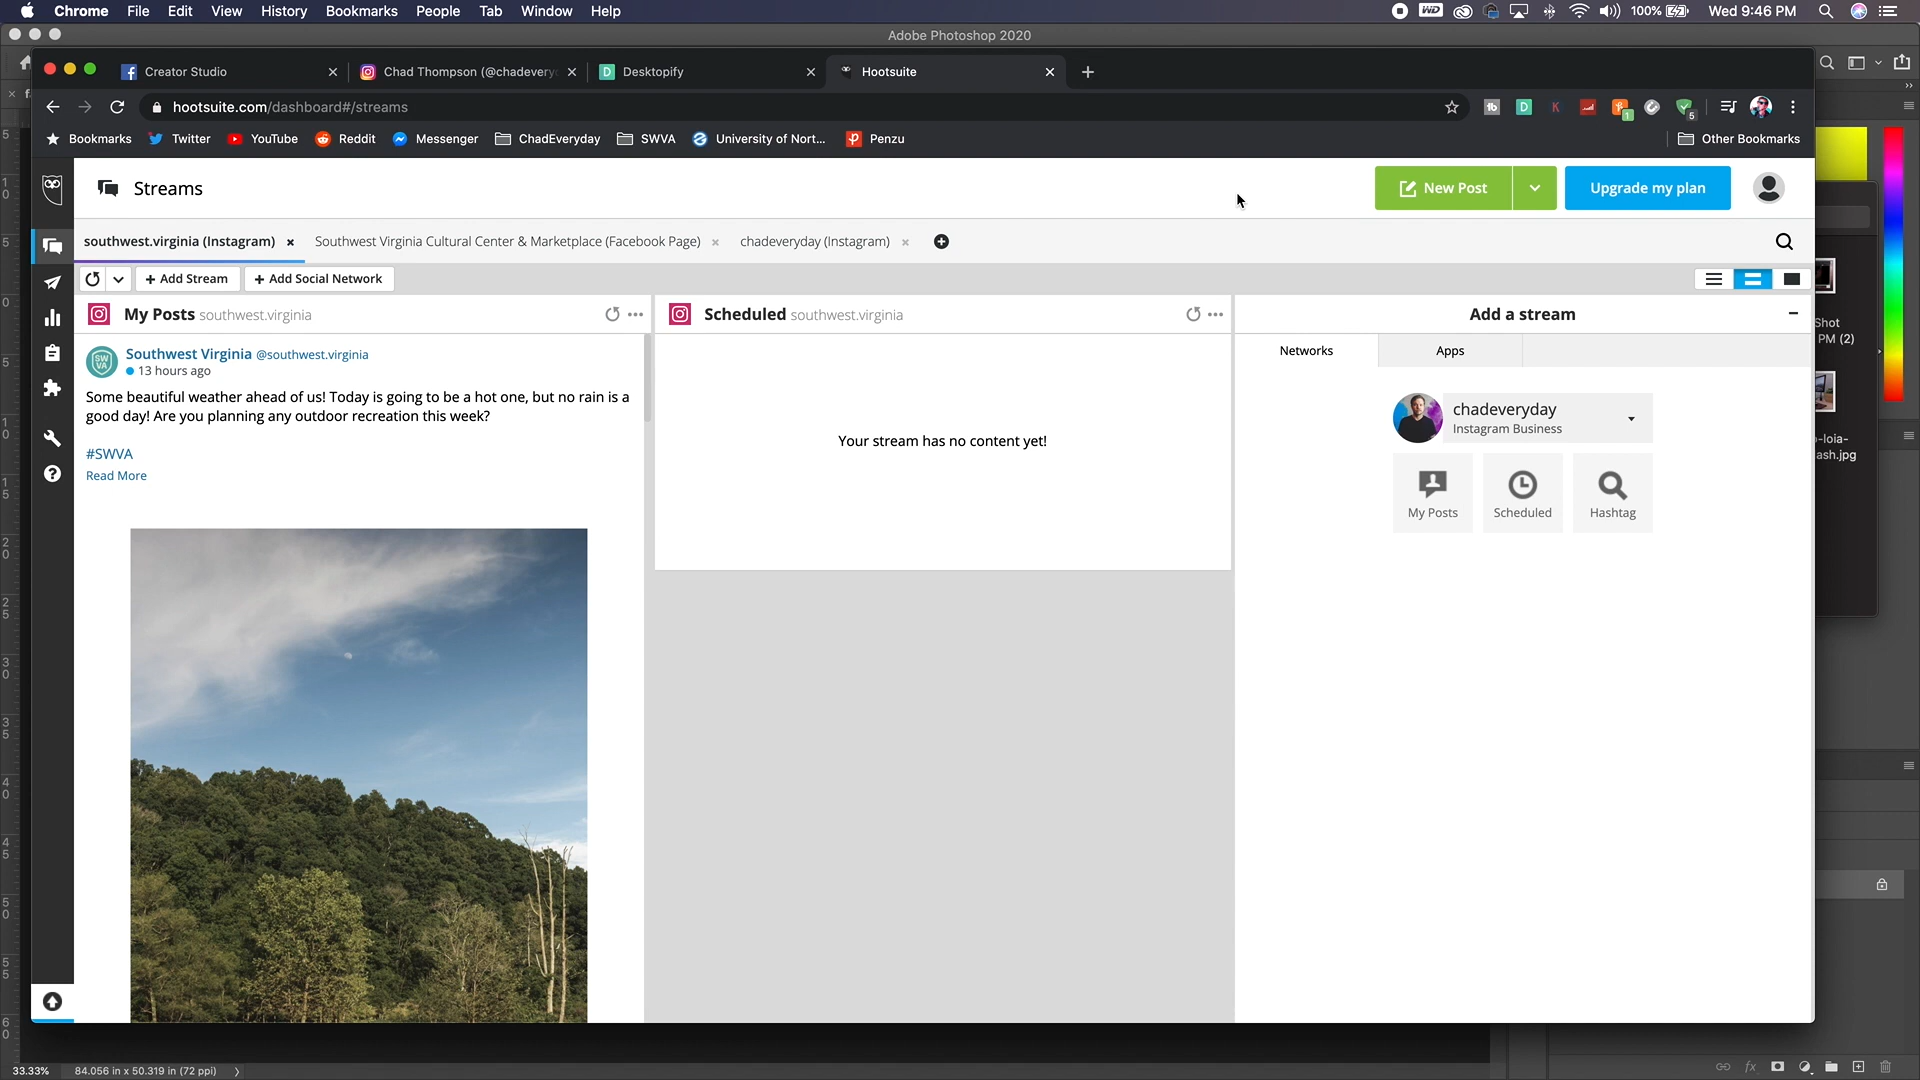 Chrome File Edit View History Bookmarks People Tab Window Help
100% Wed 9:46 PM
Adobe Photoshop 2020
Creator Studio
Chad Thompson (@chadevery
Desktopify
Hootsuite
hootsuite.com/dashboard#/streams
Bookmarks Twitter YouTube Reddit Messenger ChadEveryday SWVA University of Nort... Penzu Other Bookmarks
Streams
New Post
Upgrade my plan
southwest.virginia (Instagram)
Southwest Virginia Cultural Center & Marketplace (Facebook Page)
chadeveryday (Instagram)
+ Add Stream
+ Add Social Network
My Posts southwest.virginia
Scheduled southwest.virginia
Add a stream
Southwest Virginia @southwest.virginia
13 hours ago
Some beautiful weather ahead of us! Today is going to be a hot one, but no rain is a
good day! Are you planning any outdoor recreation this week?
#SWVA
Read More
Your stream has no content yet!
Networks
Apps
chadeveryday
Instagram Business
My Posts
Scheduled
Hashtag
Shot
PM (2)
-loia-
ash.jpg
33.33%
84.056 in x 50.319 in (72 ppi)